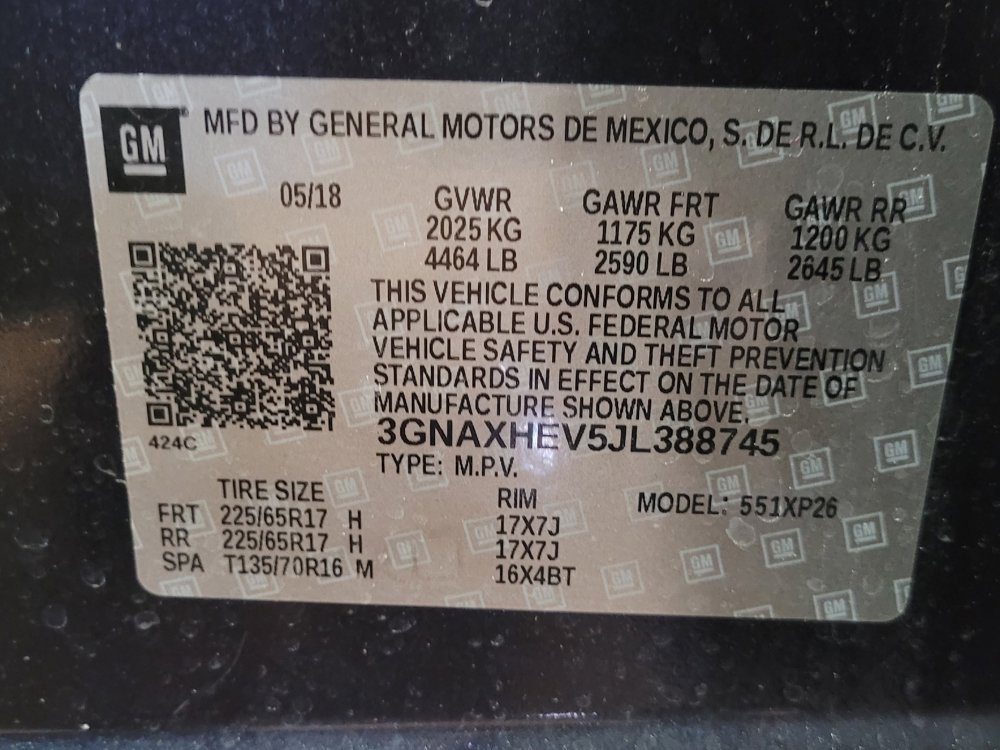 GM MFD BY GENERAL MOTORS DE MEXICO, S. DE R.L. DE C.V.
05/18 GVWR GAWR FRT GAWR RR
2025 KG 1175 KG 1200 KG
4464 LB 2590 LB 2645 LB
THIS VEHICLE CONFORMS TO ALL
APPLICABLE U.S. FEDERAL MOTOR
VEHICLE SAFETY AND THEFT PREVENTION
STANDARDS IN EFFECT ON THE DATE OF
MANUFACTURE SHOWN ABOVE.
424C 3GNAXHEV5JL388745
TYPE: M.P.V.
TIRE SIZE RIM MODEL: 551XP26
FRT 225/65R17 H 17X7J
RR 225/65R17 H 17X7J
SPA T135/70R16 M 16X4BT